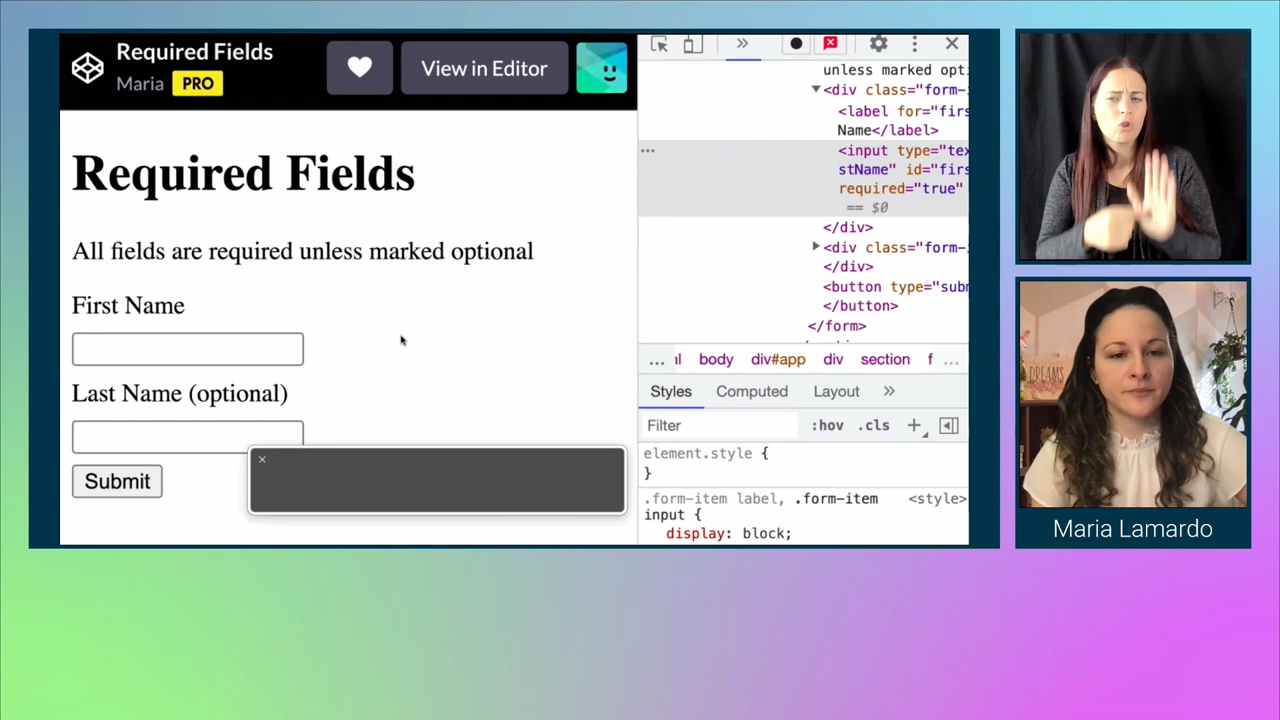 Required Fields
Maria PRO
View in Editor
Required Fields
All fields are required unless marked optional
First Name
Last Name (optional)
Submit
×
»
unless marked opti
<div class="form-i
<label for="firs
Name</label>
<input type="tex
stName" id="firs
required="true"
== $0
</div>
<div class="form-
</div>
<button type="subm
</button>
</form>
... body div#app div section f ...
Styles Computed Layout »
Filter :hov .cls +
element.style {
}
.form-item label, .form-item <style>
input {
display: block;
DREAMS
Maria Lamardo